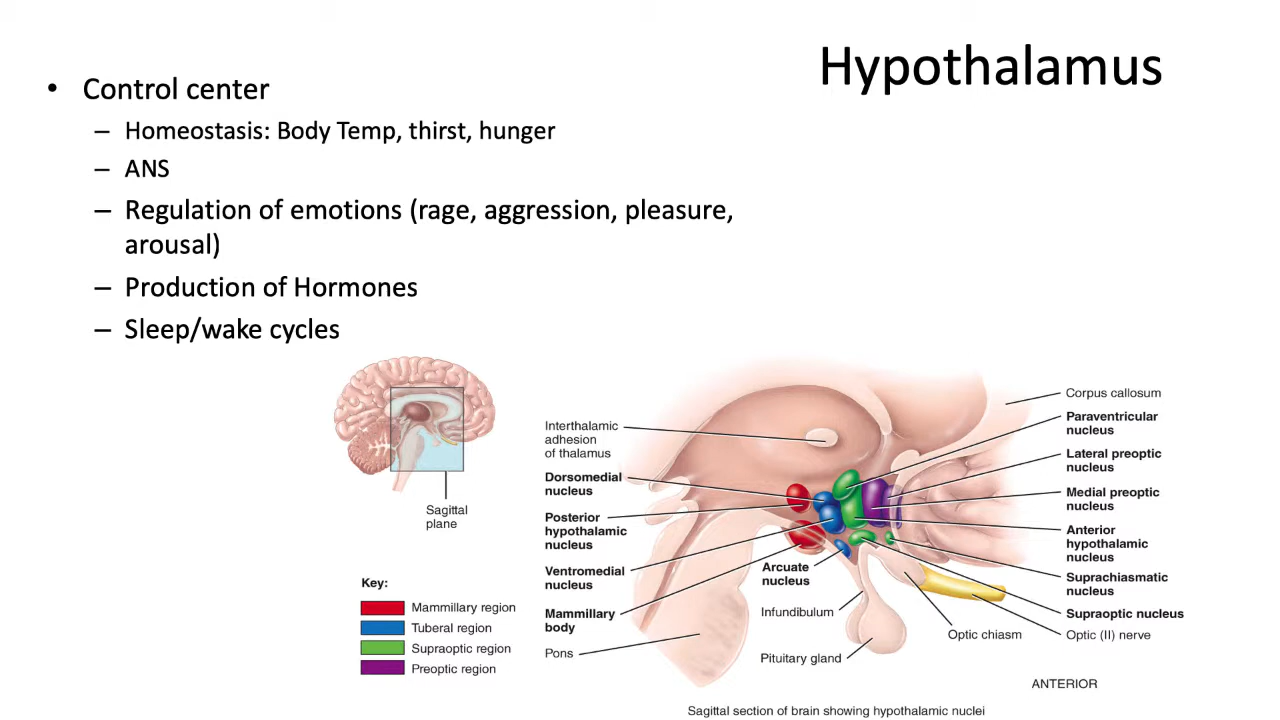 Hypothalamus
• Control center
– Homeostasis: Body Temp, thirst, hunger
– ANS
– Regulation of emotions (rage, aggression, pleasure,
arousal)
– Production of Hormones
– Sleep/wake cycles
Sagittal
plane
Key:
Mammillary region
Tuberal region
Supraoptic region
Preoptic region
Interthalamic
adhesion
of thalamus
Dorsomedial
nucleus
Posterior
hypothalamic
nucleus
Ventromedial
nucleus
Mammillary
body
Pons
Arcuate
nucleus
Infundibulum
Pituitary gland
Corpus callosum
Paraventricular
nucleus
Lateral preoptic
nucleus
Medial preoptic
nucleus
Anterior
hypothalamic
nucleus
Suprachiasmatic
nucleus
Supraoptic nucleus
Optic (II) nerve
Optic chiasm
ANTERIOR
Sagittal section of brain showing hypothalamic nuclei